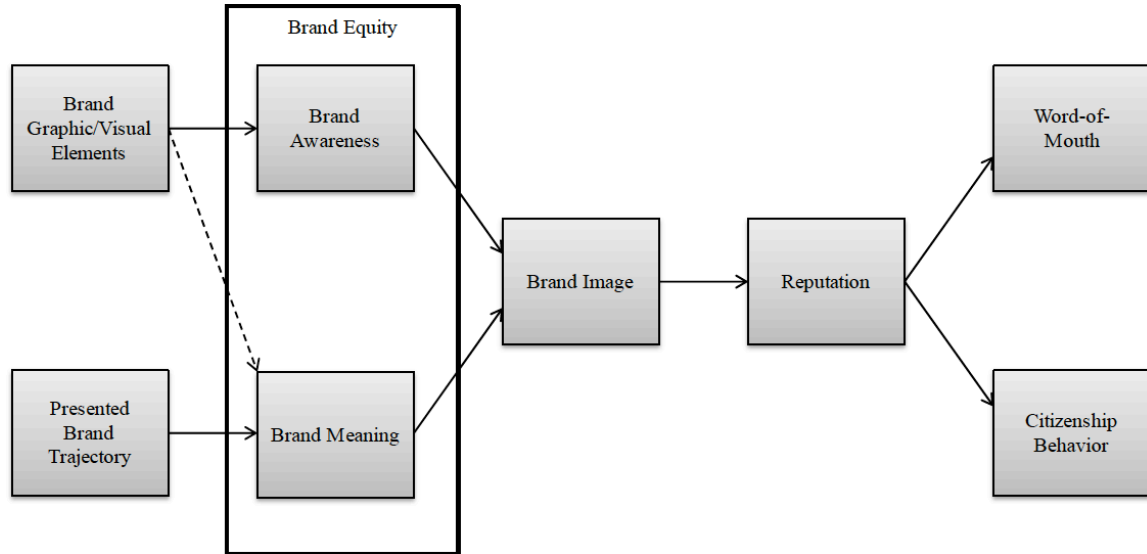 Brand Equity
Brand
Graphic/Visual
Elements
Brand
Awareness
Word-of-
Mouth
Brand Image
Reputation
Presented
Brand
Trajectory
Brand Meaning
Citizenship
Behavior